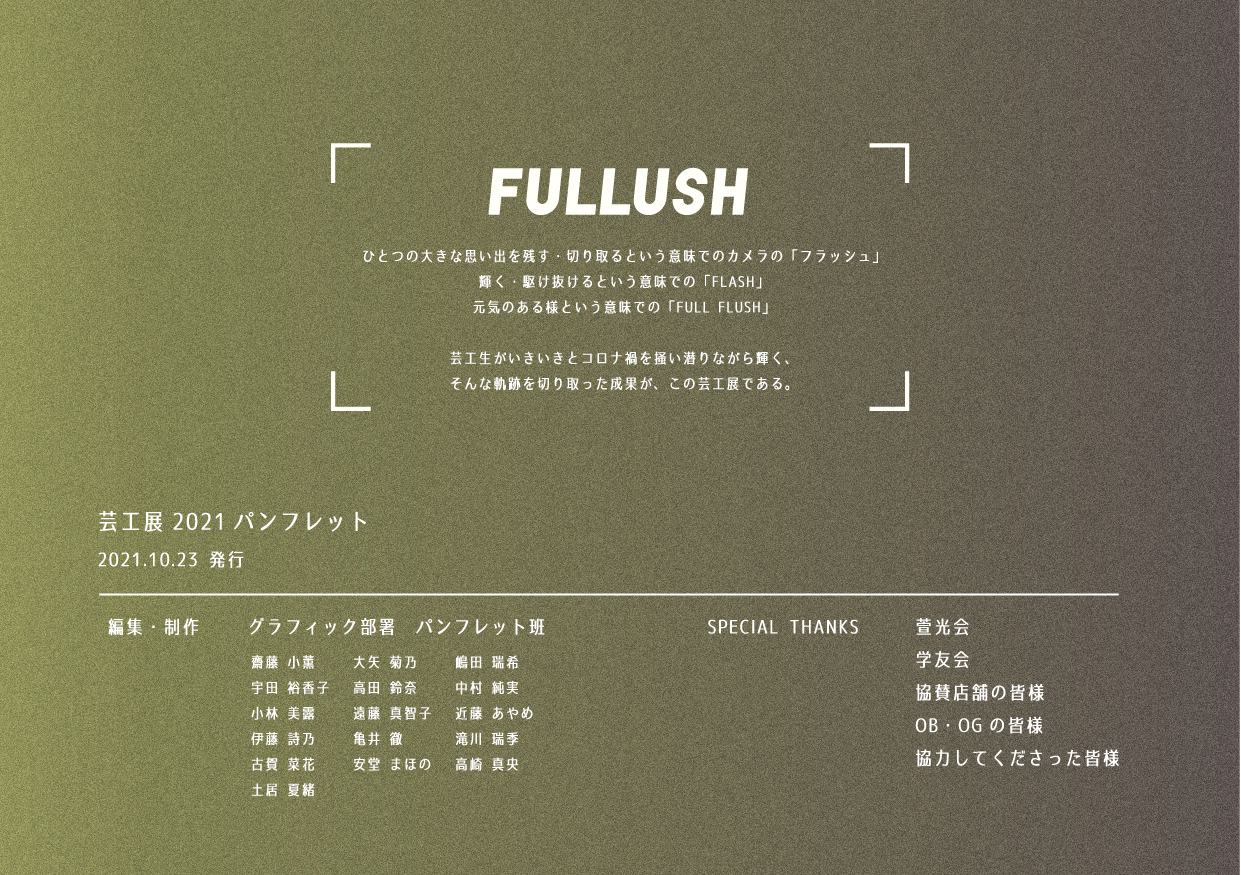 FULLUSH
ひとつの大きな思い出を残す・切り取るという意味でのカメラの「フラッシュ」
輝く・駆け抜けるという意味での「FLASH」
元気のある様という意味での「FULL FLUSH」
芸工生がいきいきとコロナ禍を掻い潜りながら輝く、
そんな軌跡を切り取った成果が、この芸工展である。
芸工展 2021 パンフレット
2021.10.23 発行
編集・制作
グラフィック部署　パンフレット班
齋藤 小薫　大矢 菊乃　嶋田 瑞希
宇田 裕香子　高田 鈴奈　中村 純実
小林 美露　遠藤 真智子　近藤 あやめ
伊藤 詩乃　亀井 徹　滝川 瑞季
古賀 菜花　安堂 まほの　高崎 真央
土居 夏緒
SPECIAL THANKS
萱光会
学友会
協賛店舗の皆様
OB・OG の皆様
協力してくださった皆様